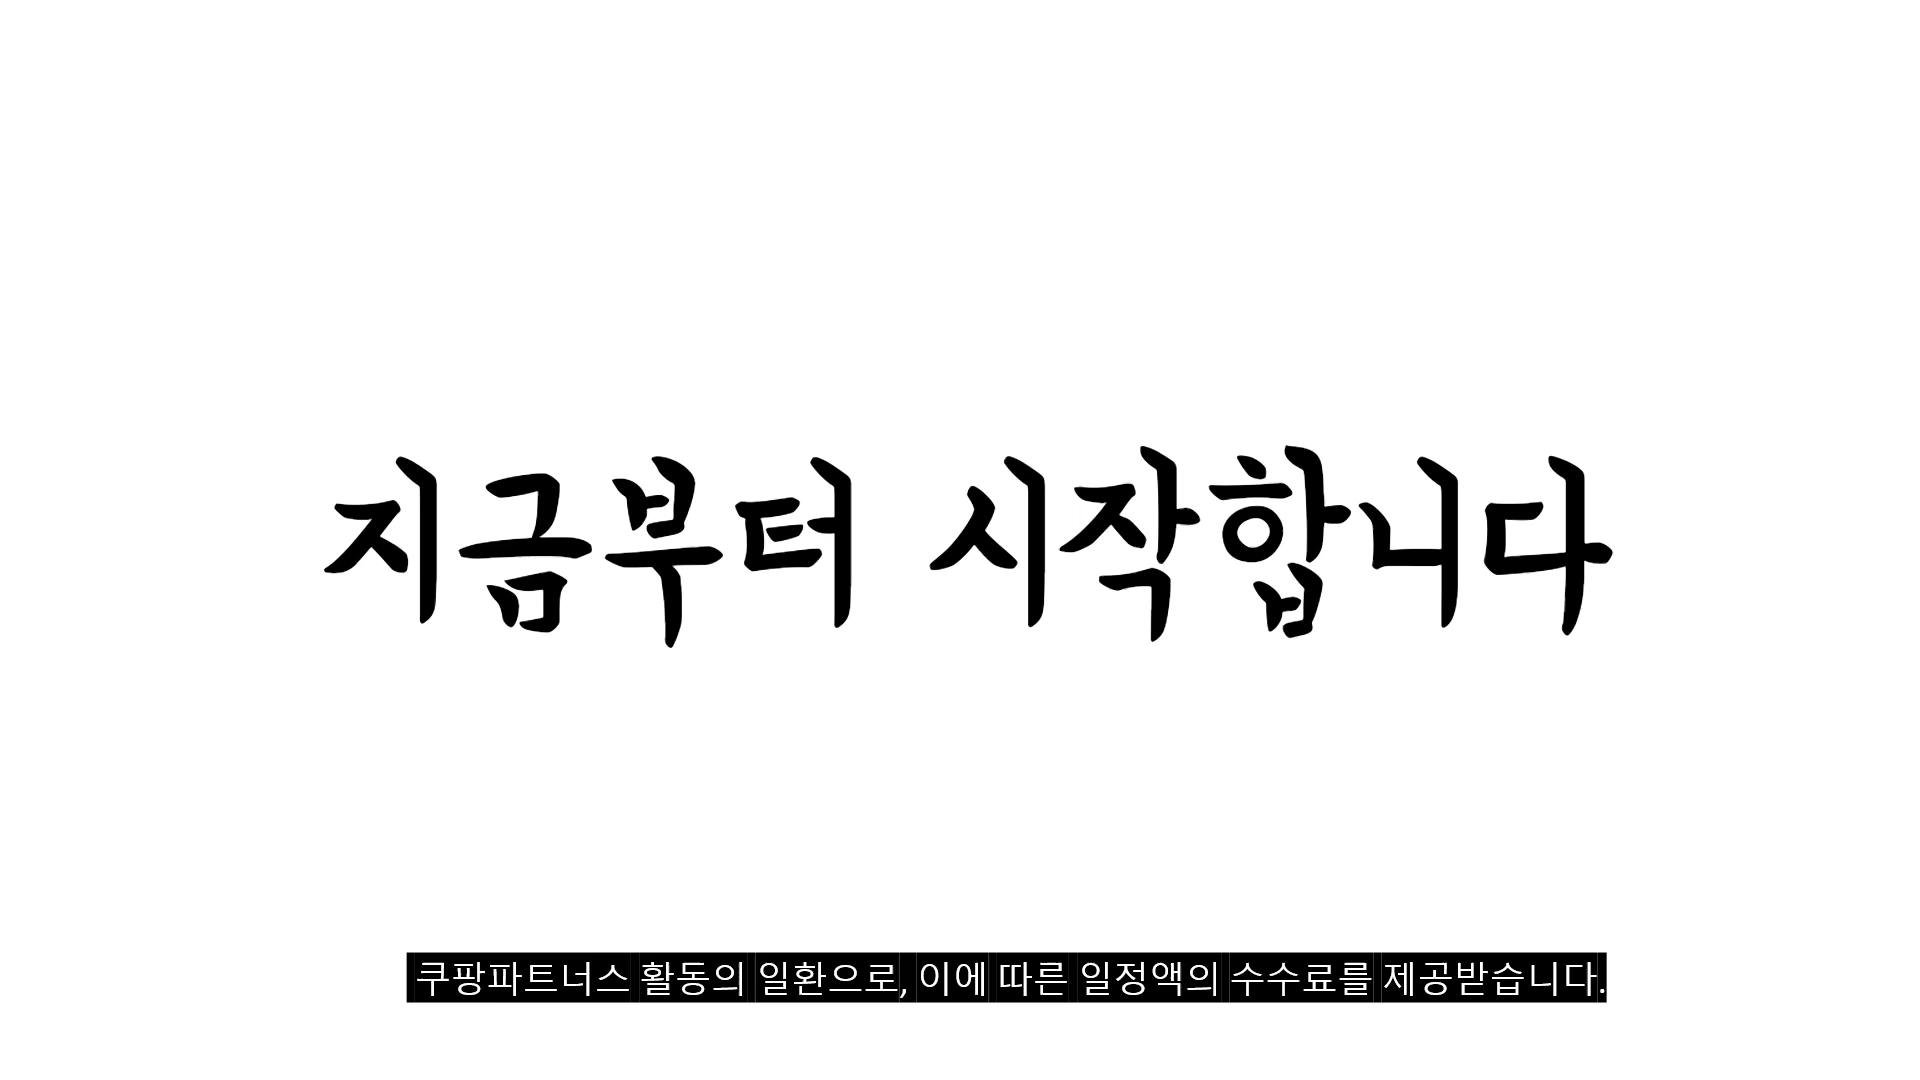 지금부터 시작합니다
쿠팡파트너스 활동의 일환으로, 이에 따른 일정액의 수수료를 제공받습니다.